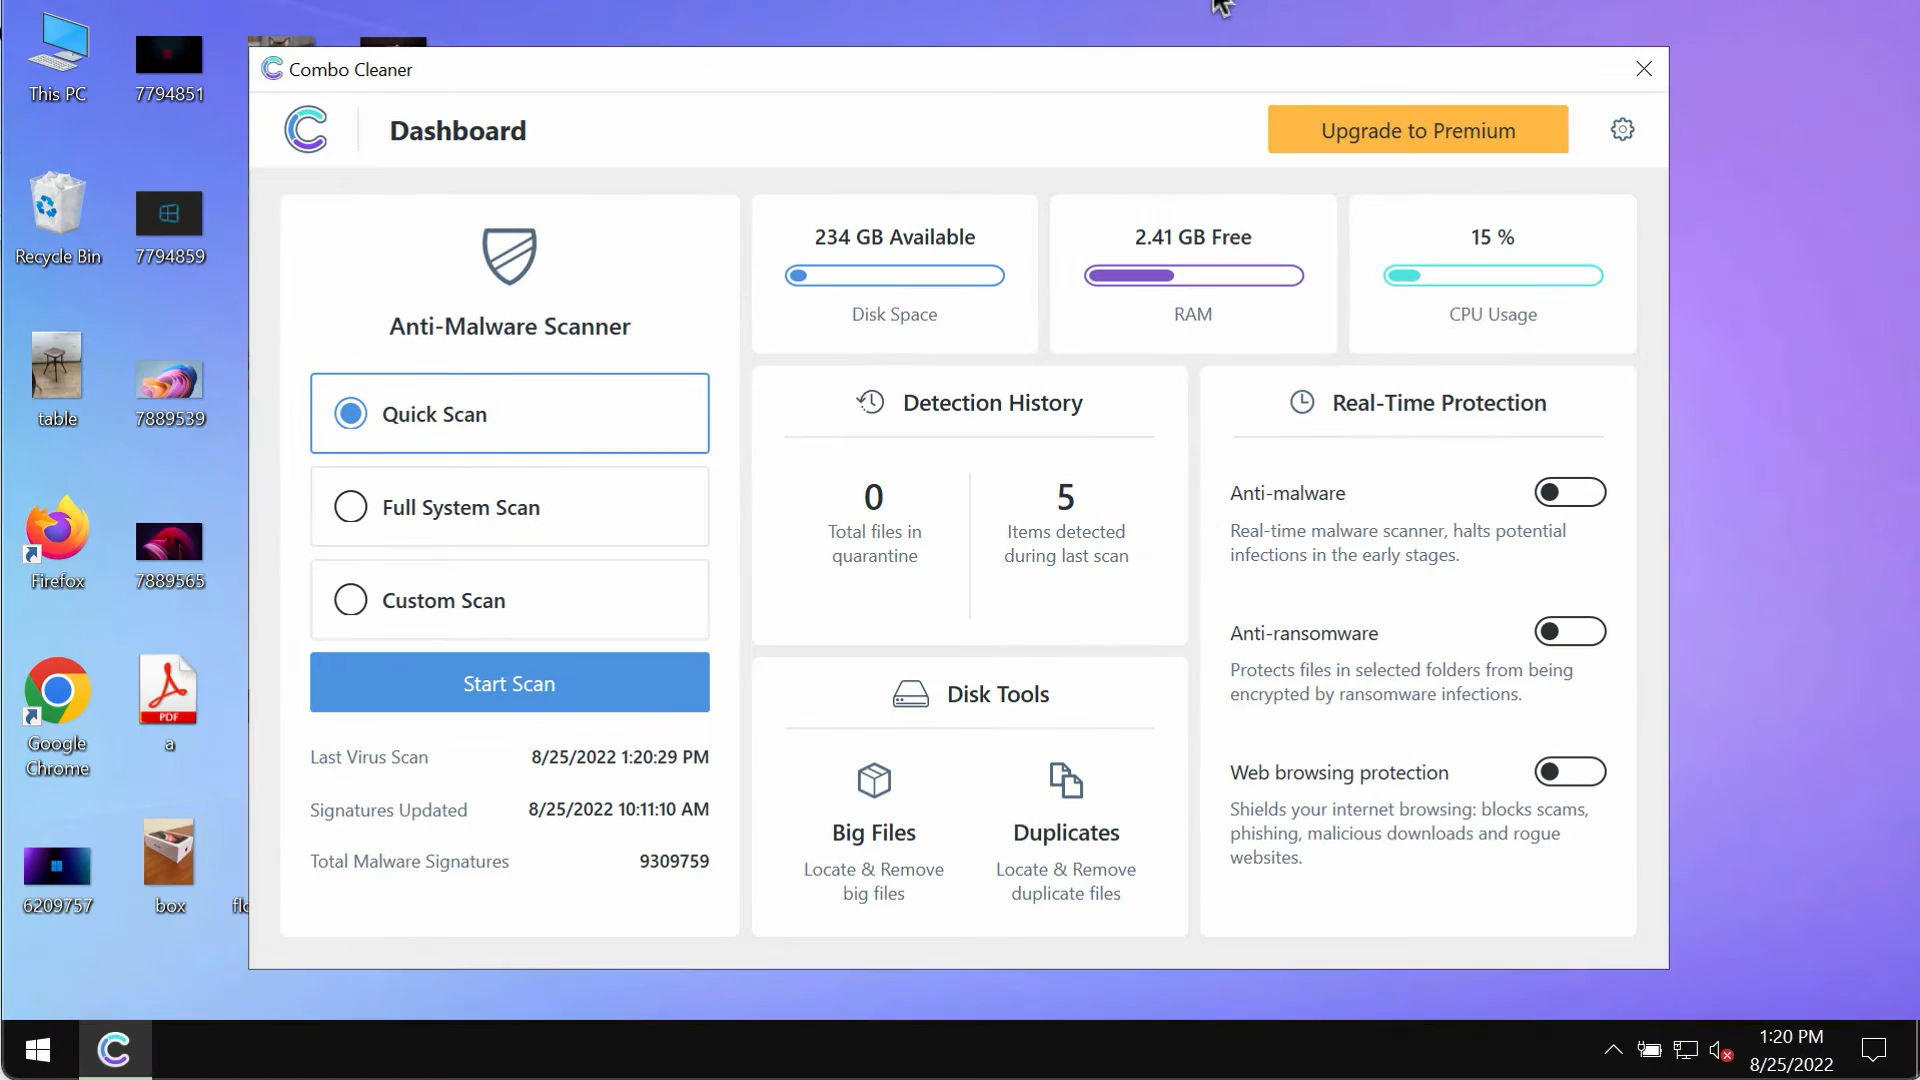 This PC
7794851
Recycle Bin
7794859
table
7889539
Firefox
7889565
Google
Chrome
PDF
a
6209757
box
Combo Cleaner
Dashboard
Upgrade to Premium
Anti-Malware Scanner
Quick Scan
Full System Scan
Custom Scan
Start Scan
Last Virus Scan 8/25/2022 1:20:29 PM
Signatures Updated 8/25/2022 10:11:10 AM
Total Malware Signatures 9309759
234 GB Available
Disk Space
2.41 GB Free
RAM
15 %
CPU Usage
Detection History
0
Total files in
quarantine
5
Items detected
during last scan
Disk Tools
Big Files
Locate & Remove
big files
Duplicates
Locate & Remove
duplicate files
Real-Time Protection
Anti-malware
Real-time malware scanner, halts potential
infections in the early stages.
Anti-ransomware
Protects files in selected folders from being
encrypted by ransomware infections.
Web browsing protection
Shields your internet browsing: blocks scams,
phishing, malicious downloads and rogue
websites.
1:20 PM
8/25/2022